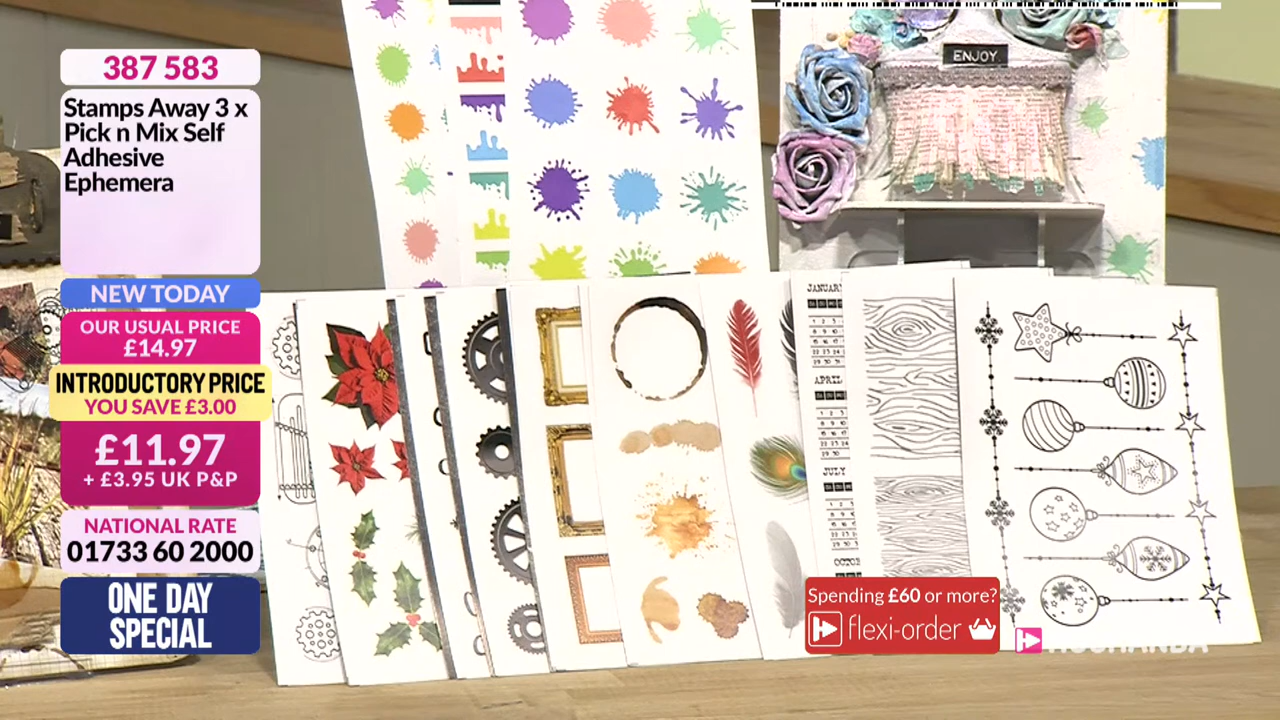 387 583
Stamps Away 3 x
Pick n Mix Self
Adhesive
Ephemera
NEW TODAY
OUR USUAL PRICE
£14.97
INTRODUCTORY PRICE
YOU SAVE £3.00
£11.97
+ £3.95 UK P&P
NATIONAL RATE
01733 60 2000
ONE DAY
SPECIAL
ENJOY
JANUARY
APRIL
JULY
Spending £60 or more?
flexi-order